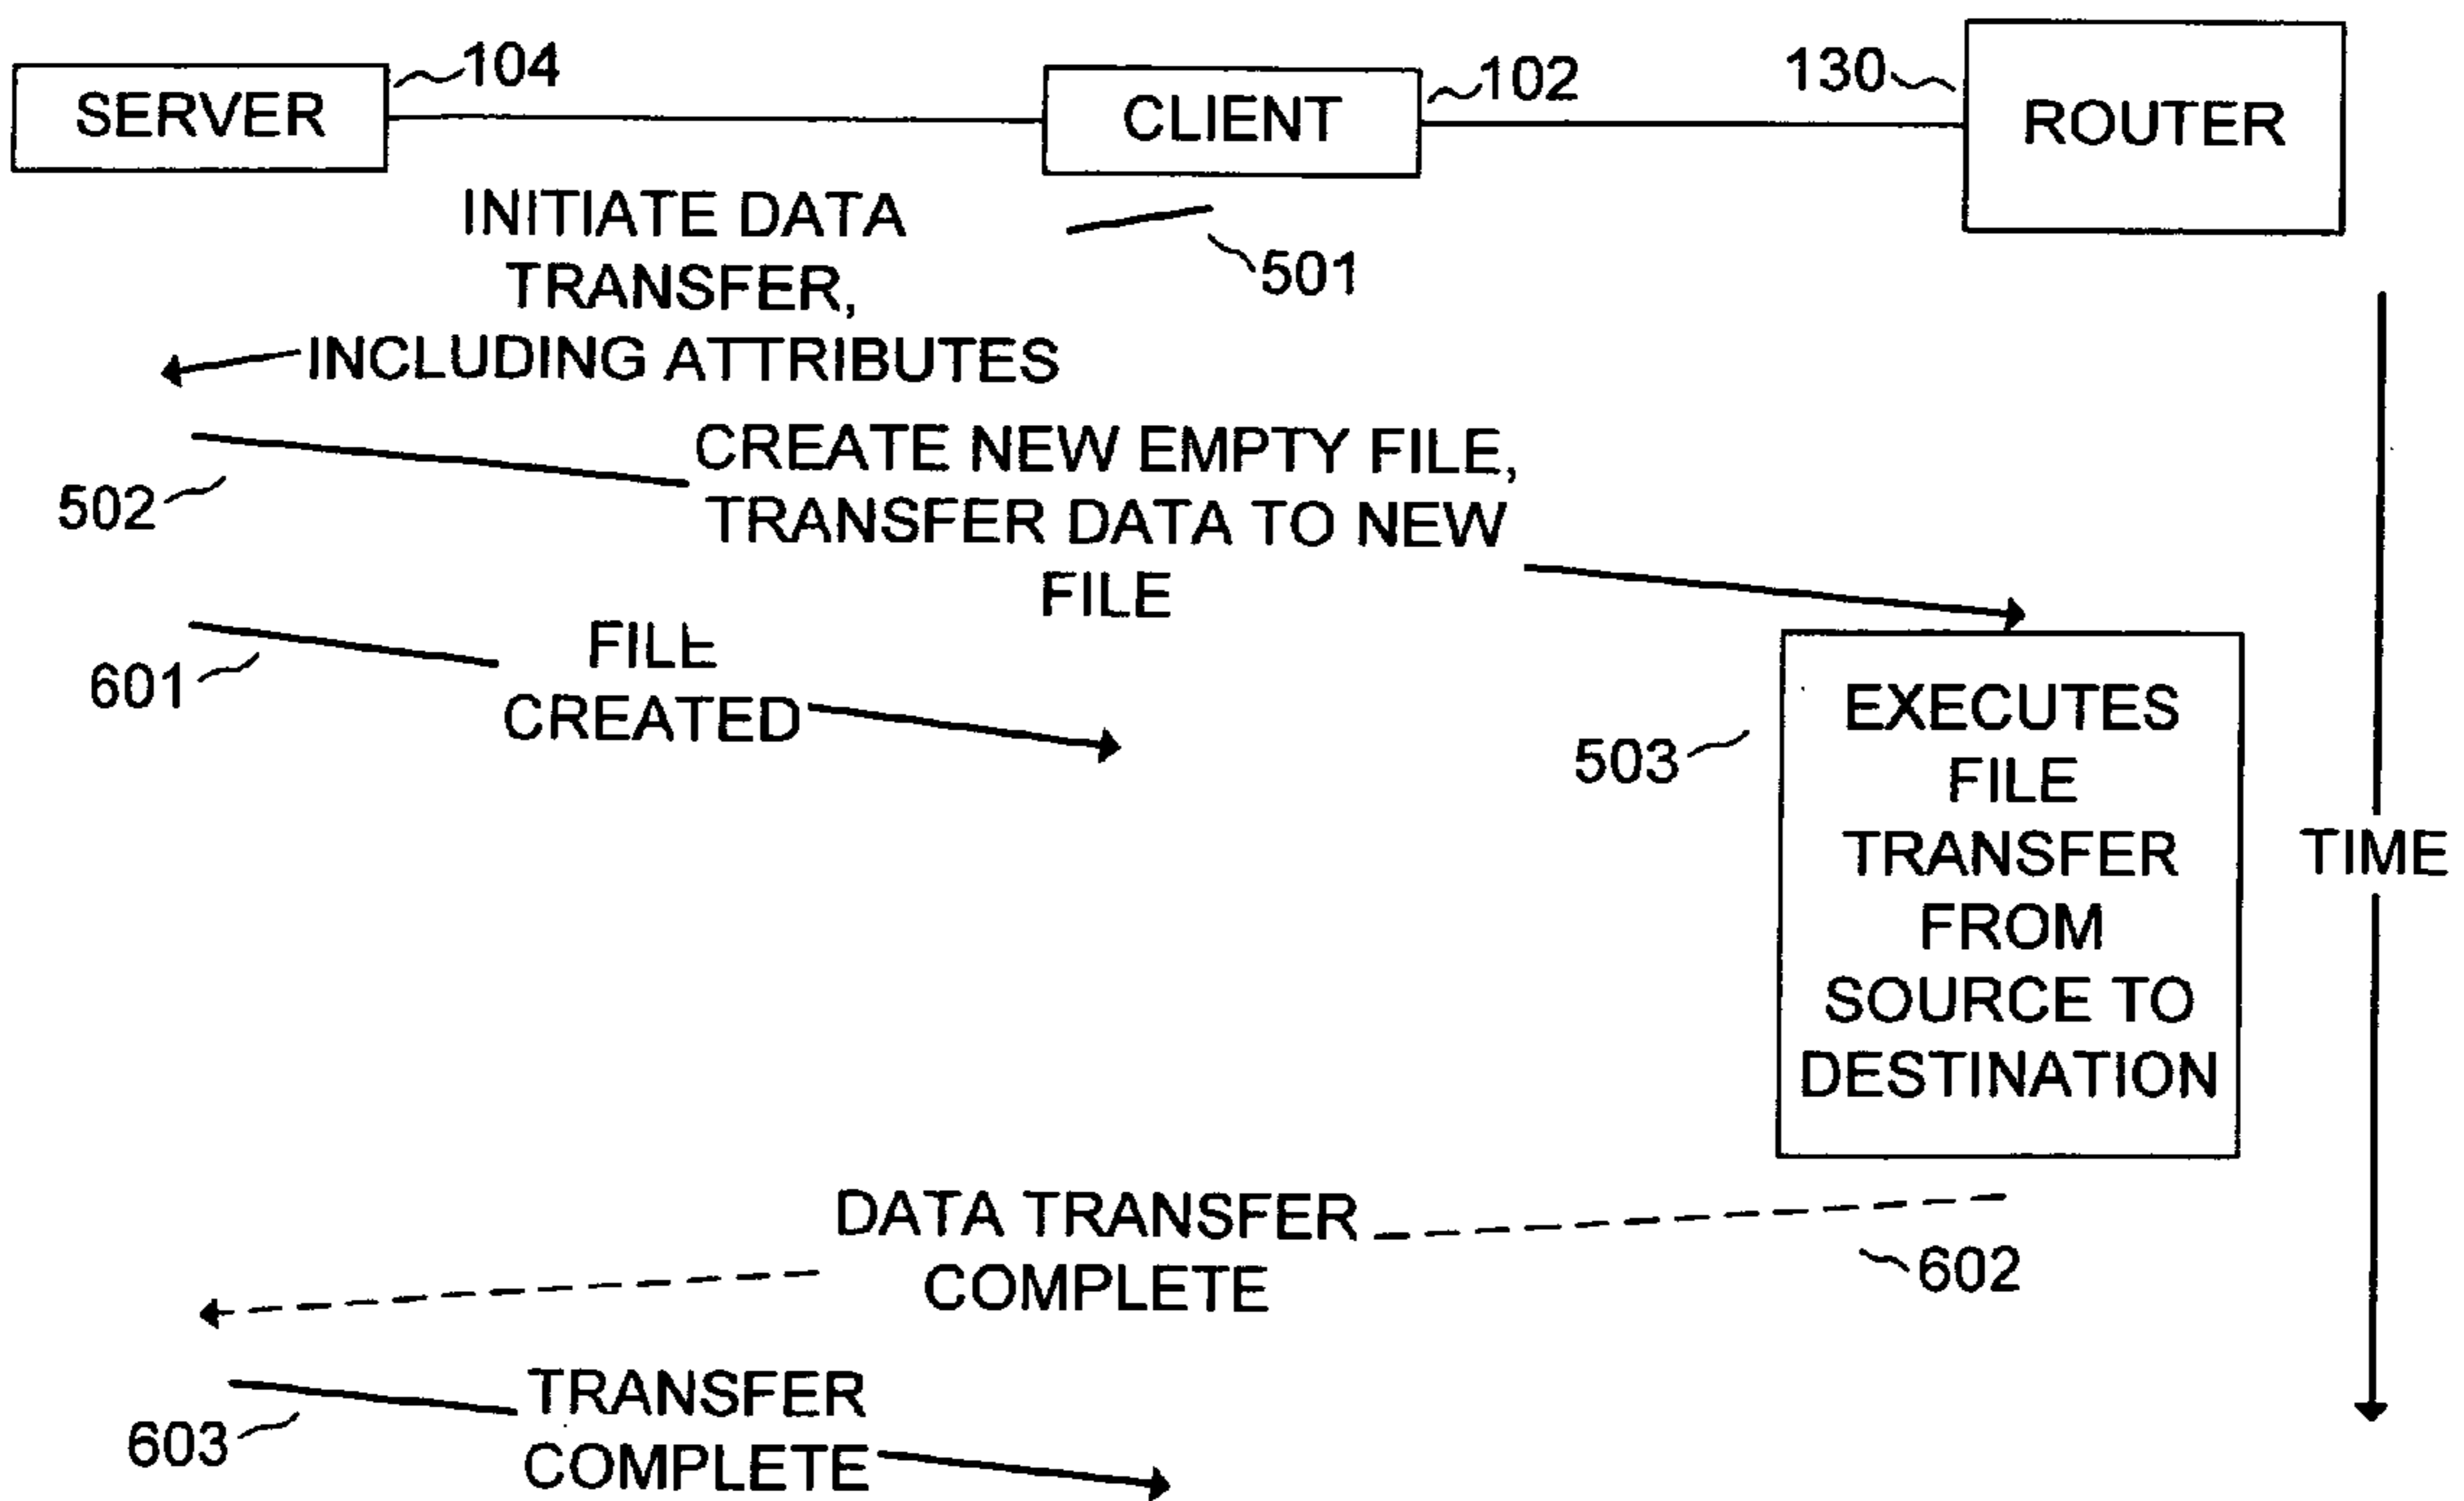 104
SERVER
CLIENT
102
130
ROUTER
INITIATE DATA
TRANSFER,
INCLUDING ATTRIBUTES
501
CREATE NEW EMPTY FILE,
TRANSFER DATA TO NEW
FILE
502
FILE
CREATED
601
503
EXECUTES
FILE
TRANSFER
FROM
SOURCE TO
DESTINATION
TIME
DATA TRANSFER
COMPLETE
602
TRANSFER
COMPLETE
603